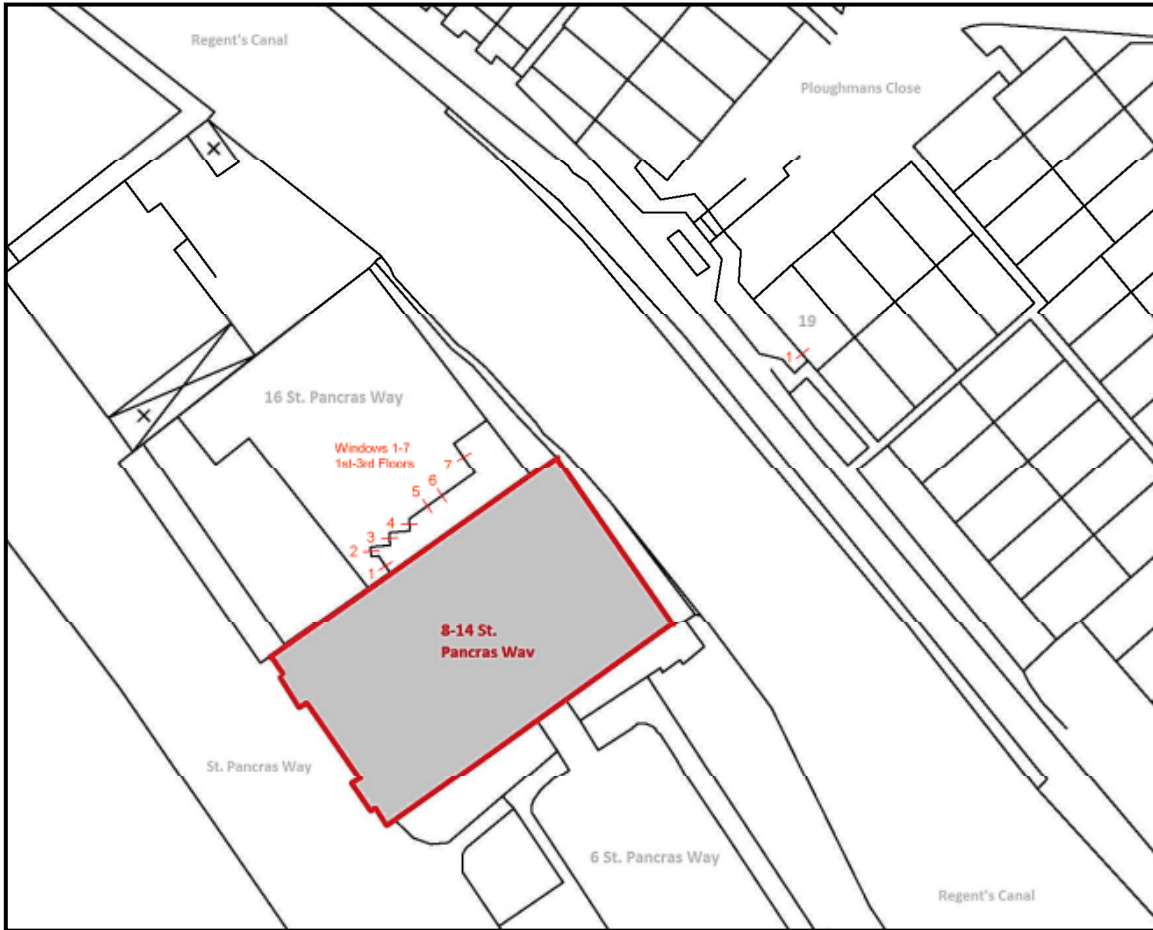 Regent's Canal
Ploughmans Close
19
1
16 St. Pancras Way
Windows 1-7
1st-3rd Floors
7
6
5
4
3
2
1
8-14 St.
Pancras Way
St. Pancras Way
6 St. Pancras Way
Regent's Canal